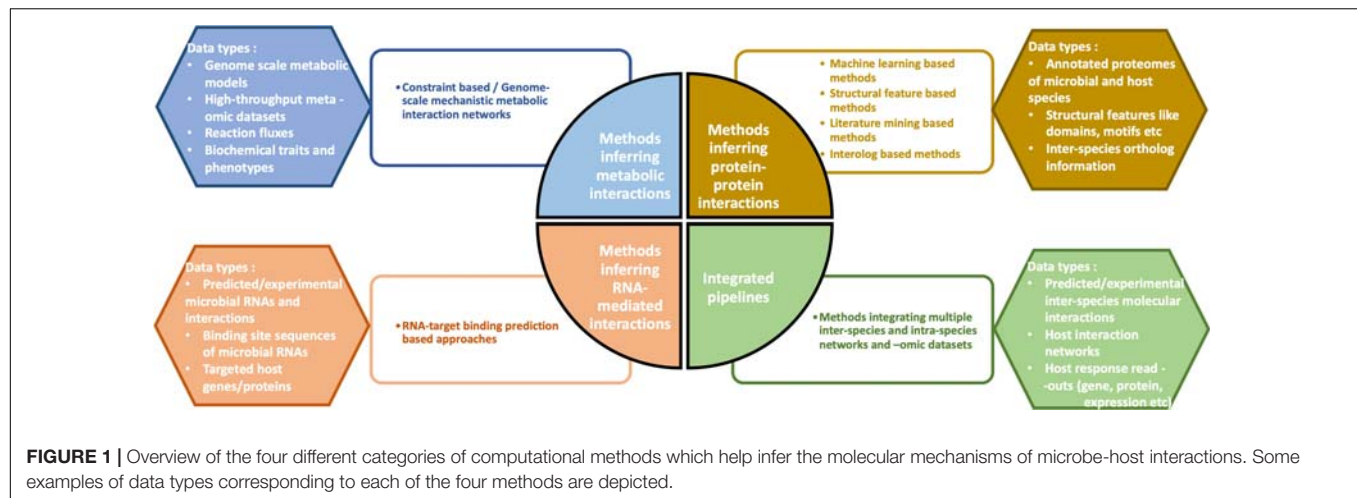 Data types :
• Genome scale metabolic
models
• High-throughput meta -
omic datasets
• Reaction fluxes
• Biochemical traits and
phenotypes
• Constraint based / Genome-
scale mechanistic metabolic
interaction networks
Methods
inferring
metabolic
interactions
Methods
inferring
protein-
protein
interactions
• Machine learning based
methods
• Structural feature based
methods
• Literature mining based
methods
• Interolog based methods
Data types :
• Annotated proteomes
of microbial and host
species
• Structural features like
domains, motifs etc
• Inter-species ortholog
information
Data types :
• Predicted/experimental
microbial RNAs and
interactions
• Binding site sequences
of microbial RNAs
• Targeted host
genes/proteins
• RNA-target binding prediction
based approaches
Methods
inferring
RNA-
mediated
interactions
Integrated
pipelines
• Methods integrating multiple
inter-species and intra-species
networks and –omic datasets
Data types :
• Predicted/experimental
inter-species molecular
interactions
• Host interaction
networks
• Host response read -
-outs (gene, protein,
expression etc)
FIGURE 1 | Overview of the four different categories of computational methods which help infer the molecular mechanisms of microbe-host interactions. Some
examples of data types corresponding to each of the four methods are depicted.